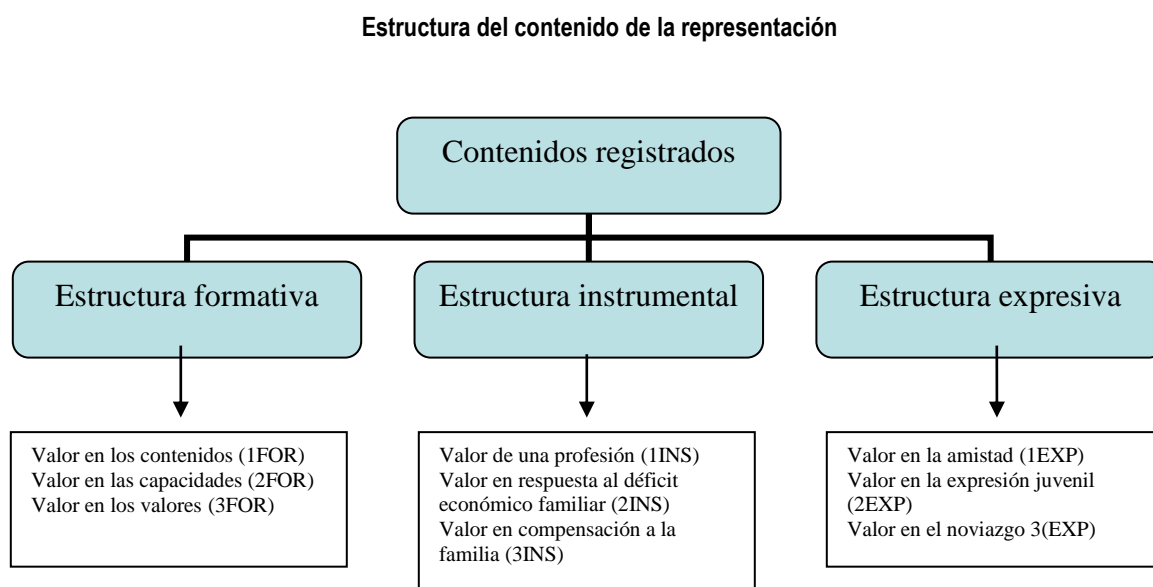 Estructura del contenido de la representación
Contenidos registrados
Estructura formativa
Estructura instrumental
Estructura expresiva
Valor en los contenidos (1FOR)
Valor en las capacidades (2FOR)
Valor en los valores (3FOR)
Valor de una profesión (1INS)
Valor en respuesta al déficit
económico familiar (2INS)
Valor en compensación a la
familia (3INS)
Valor en la amistad (1EXP)
Valor en la expresión juvenil
(2EXP)
Valor en el noviazgo 3(EXP)